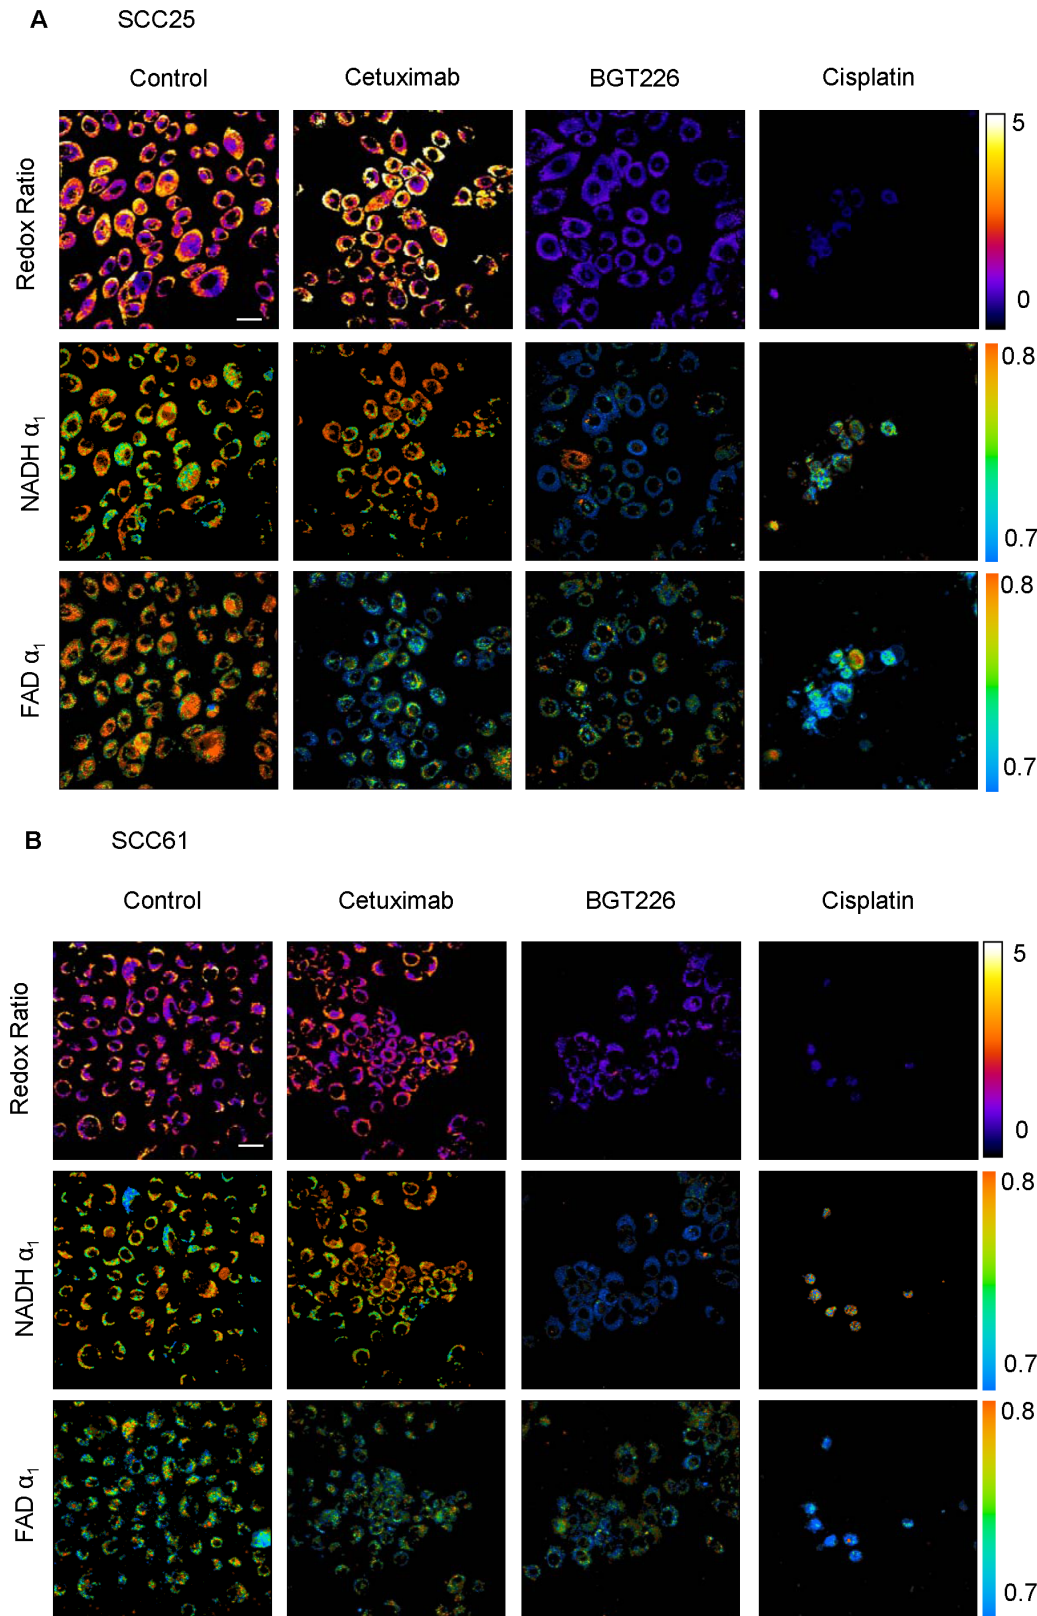 A SCC25
Control Cetuximab BGT226 Cisplatin
Redox Ratio
5
0
NADH α1
0.8
0.7
FAD α1
0.8
0.7
B SCC61
Control Cetuximab BGT226 Cisplatin
Redox Ratio
5
0
NADH α1
0.8
0.7
FAD α1
0.8
0.7